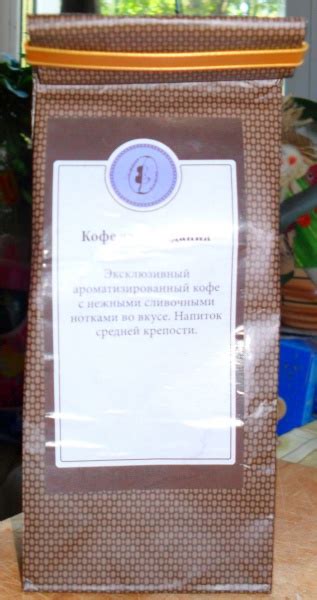 Кофе
Эксклюзивный
ароматизированный кофе
с нежными сливочными
нотками во вкусе. Напиток
средней крепости.